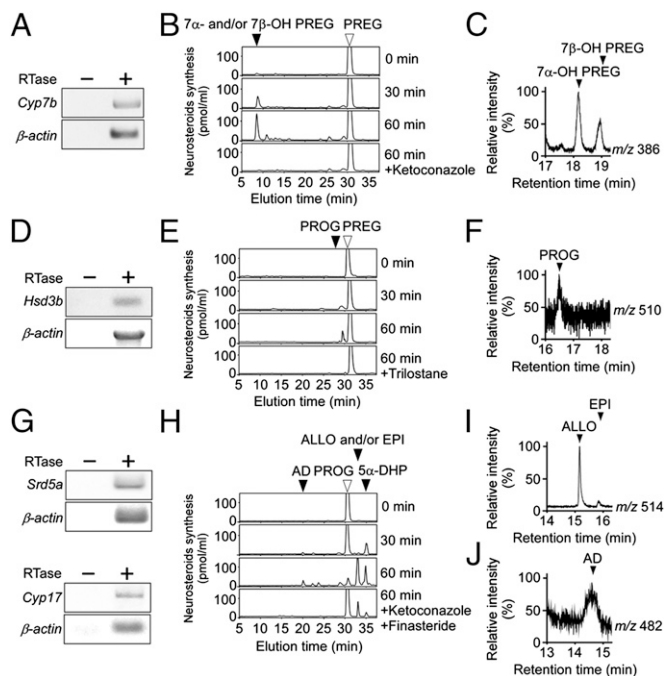 A
RTase − +
Cyp7b
β-actin
B
7α- and/or 7β-OH PREG PREG
Neurosteroids synthesis
(pmol/ml)
100
0
0 min
100
0
30 min
100
0
60 min
100
0
60 min
+Ketoconazole
5 10 15 20 25 30 35
Elution time (min)
C
7β-OH PREG
7α-OH PREG
Relative intensity
(%)
100
50
0
m/z 386
17 18 19
Retention time (min)
D
RTase − +
Hsd3b
β-actin
E
PROG PREG
Neurosteroids synthesis
(pmol/ml)
100
0
0 min
100
0
30 min
100
0
60 min
100
0
60 min
+Trilostane
5 10 15 20 25 30 35
Elution time (min)
F
PROG
Relative intensity
(%)
100
50
0
m/z 510
16 17 18
Retention time (min)
G
RTase − +
Srd5a
β-actin
RTase − +
Cyp17
β-actin
H
ALLO and/or EPI
AD PROG 5α-DHP
Neurosteroids synthesis
(pmol/ml)
100
0
0 min
100
0
30 min
100
0
60 min
100
0
60 min
+Ketoconazole
+Finasteride
5 10 15 20 25 30 35
Elution time (min)
I
EPI
ALLO
Relative intensity
(%)
100
50
0
m/z 514
14 15 16
Retention time (min)
J
AD
Relative intensity
(%)
100
50
0
m/z 482
13 14 15
Retention time (min)